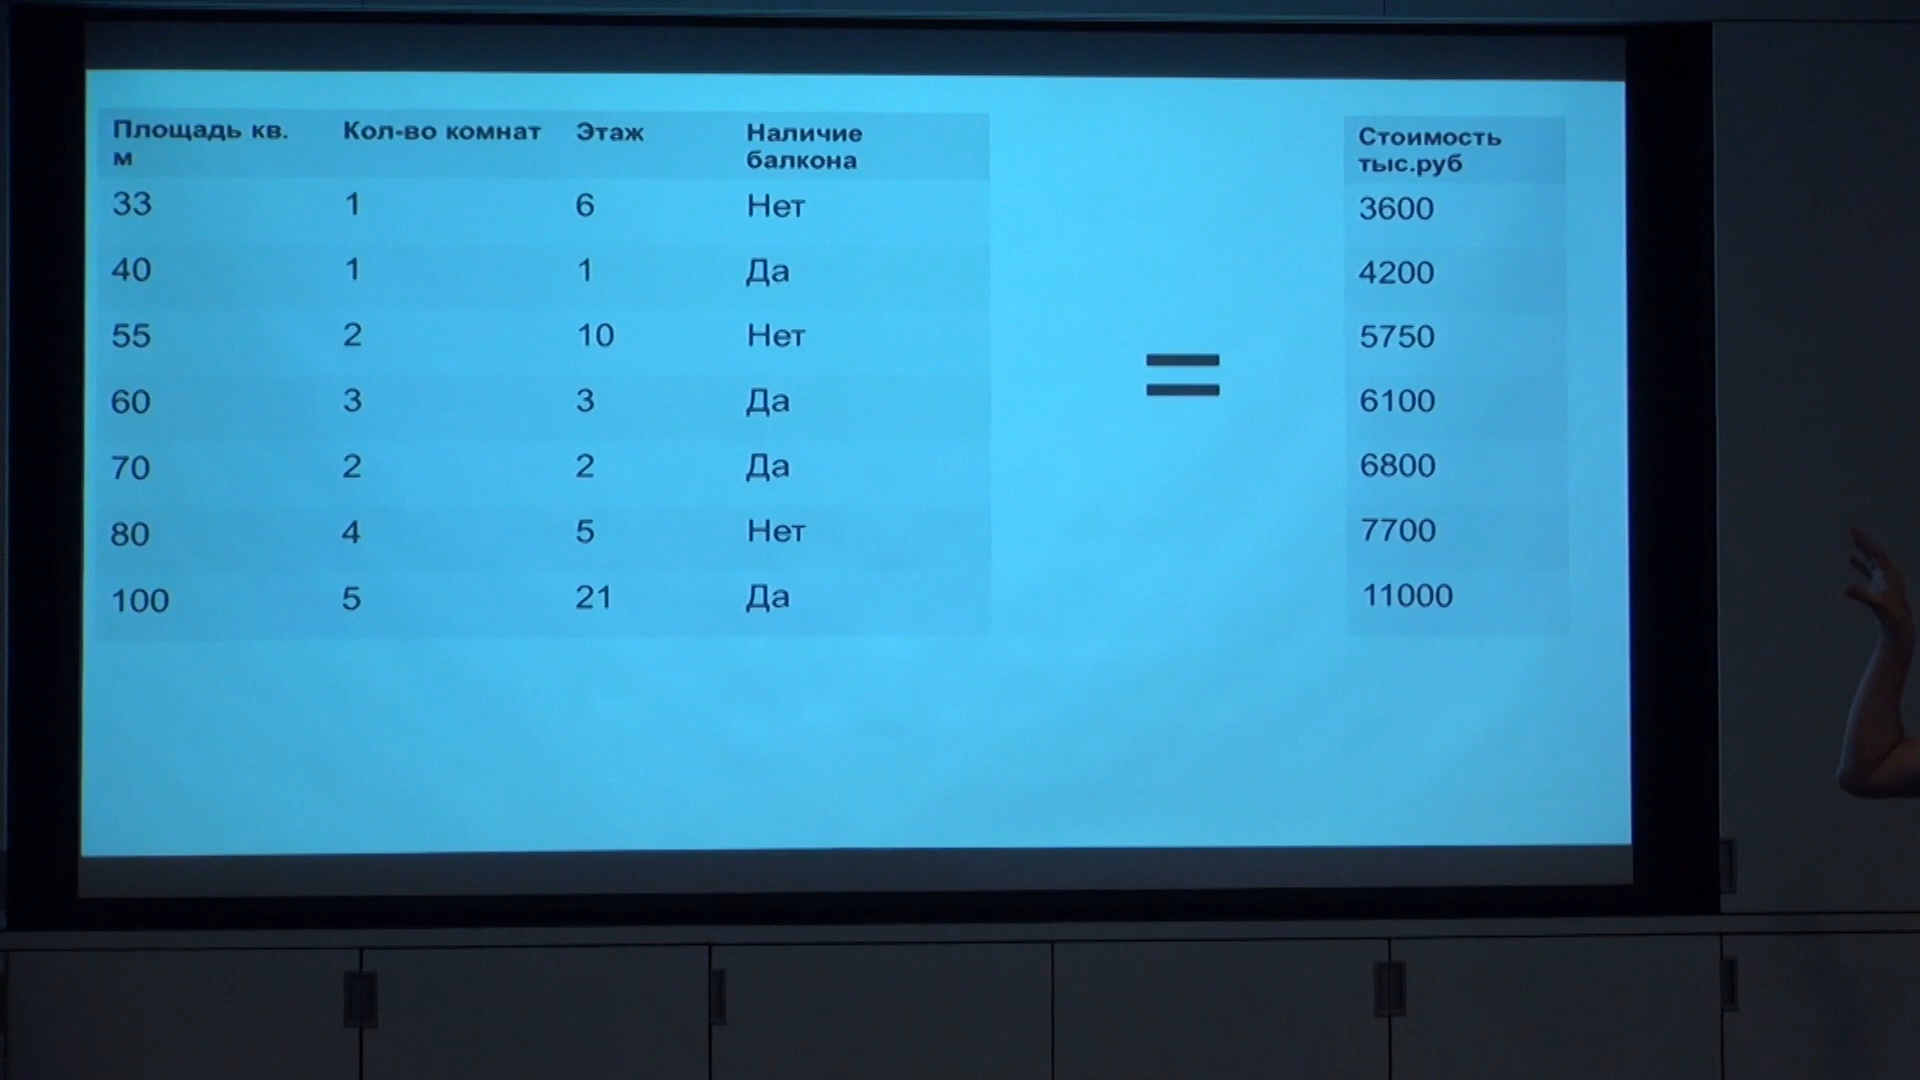 Площадь кв. м Кол-во комнат Этаж Наличие балкона Стоимость тыс.руб
33 1 6 Нет 3600
40 1 1 Да 4200
55 2 10 Нет = 5750
60 3 3 Да 6100
70 2 2 Да 6800
80 4 5 Нет 7700
100 5 21 Да 11000